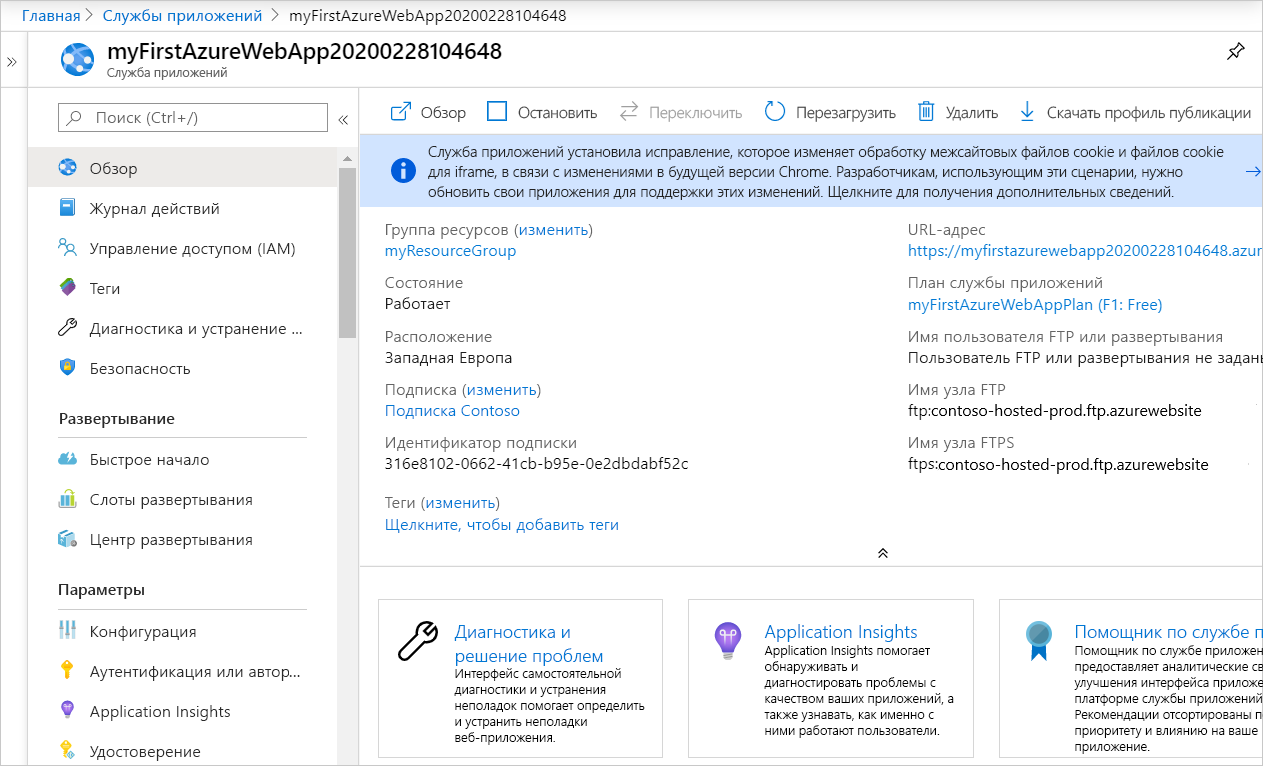 Главная > Службы приложений > myFirstAzureWebApp20200228104648
myFirstAzureWebApp20200228104648
Служба приложений
Поиск (Ctrl+/)
Обзор
Журнал действий
Управление доступом (IAM)
Теги
Диагностика и устранение ...
Безопасность
Развертывание
Быстрое начало
Слоты развертывания
Центр развертывания
Параметры
Конфигурация
Аутентификация или автор...
Application Insights
Удостоверение
Обзор Остановить Переключить Перезагрузить Удалить Скачать профиль публикации
Служба приложений установила исправление, которое изменяет обработку межсайтовых файлов cookie и файлов cookie
для iframe, в связи с изменениями в будущей версии Chrome. Разработчикам, использующим эти сценарии, нужно
обновить свои приложения для поддержки этих изменений. Щелкните для получения дополнительных сведений.
Группа ресурсов (изменить)
myResourceGroup
Состояние
Работает
Расположение
Западная Европа
Подписка (изменить)
Подписка Contoso
Идентификатор подписки
316e8102-0662-41cb-b95e-0e2dbdabf52c
Теги (изменить)
Щелкните, чтобы добавить теги
URL-адрес
https://myfirstazurewebapp20200228104648.azur
План службы приложений
myFirstAzureWebAppPlan (F1: Free)
Имя пользователя FTP или развертывания
Пользователь FTP или развертывания не заданы
Имя узла FTP
ftp:contoso-hosted-prod.ftp.azurewebsite
Имя узла FTPS
ftps:contoso-hosted-prod.ftp.azurewebsite
Диагностика и
решение проблем
Интерфейс самостоятельной
диагностики и устранения
неполадок помогает определить
и устранить неполадки
веб-приложения.
Application Insights
Application Insights помогает
обнаруживать и
диагностировать проблемы с
качеством ваших приложений, а
также узнавать, как именно с
ними работают пользователи.
Помощник по службе п
Помощник по службе приложен
предоставляет аналитические св
улучшения интерфейса приложе
платформе службы приложений
Рекомендации отсортированы п
приоритету и влиянию на ваше
приложение.